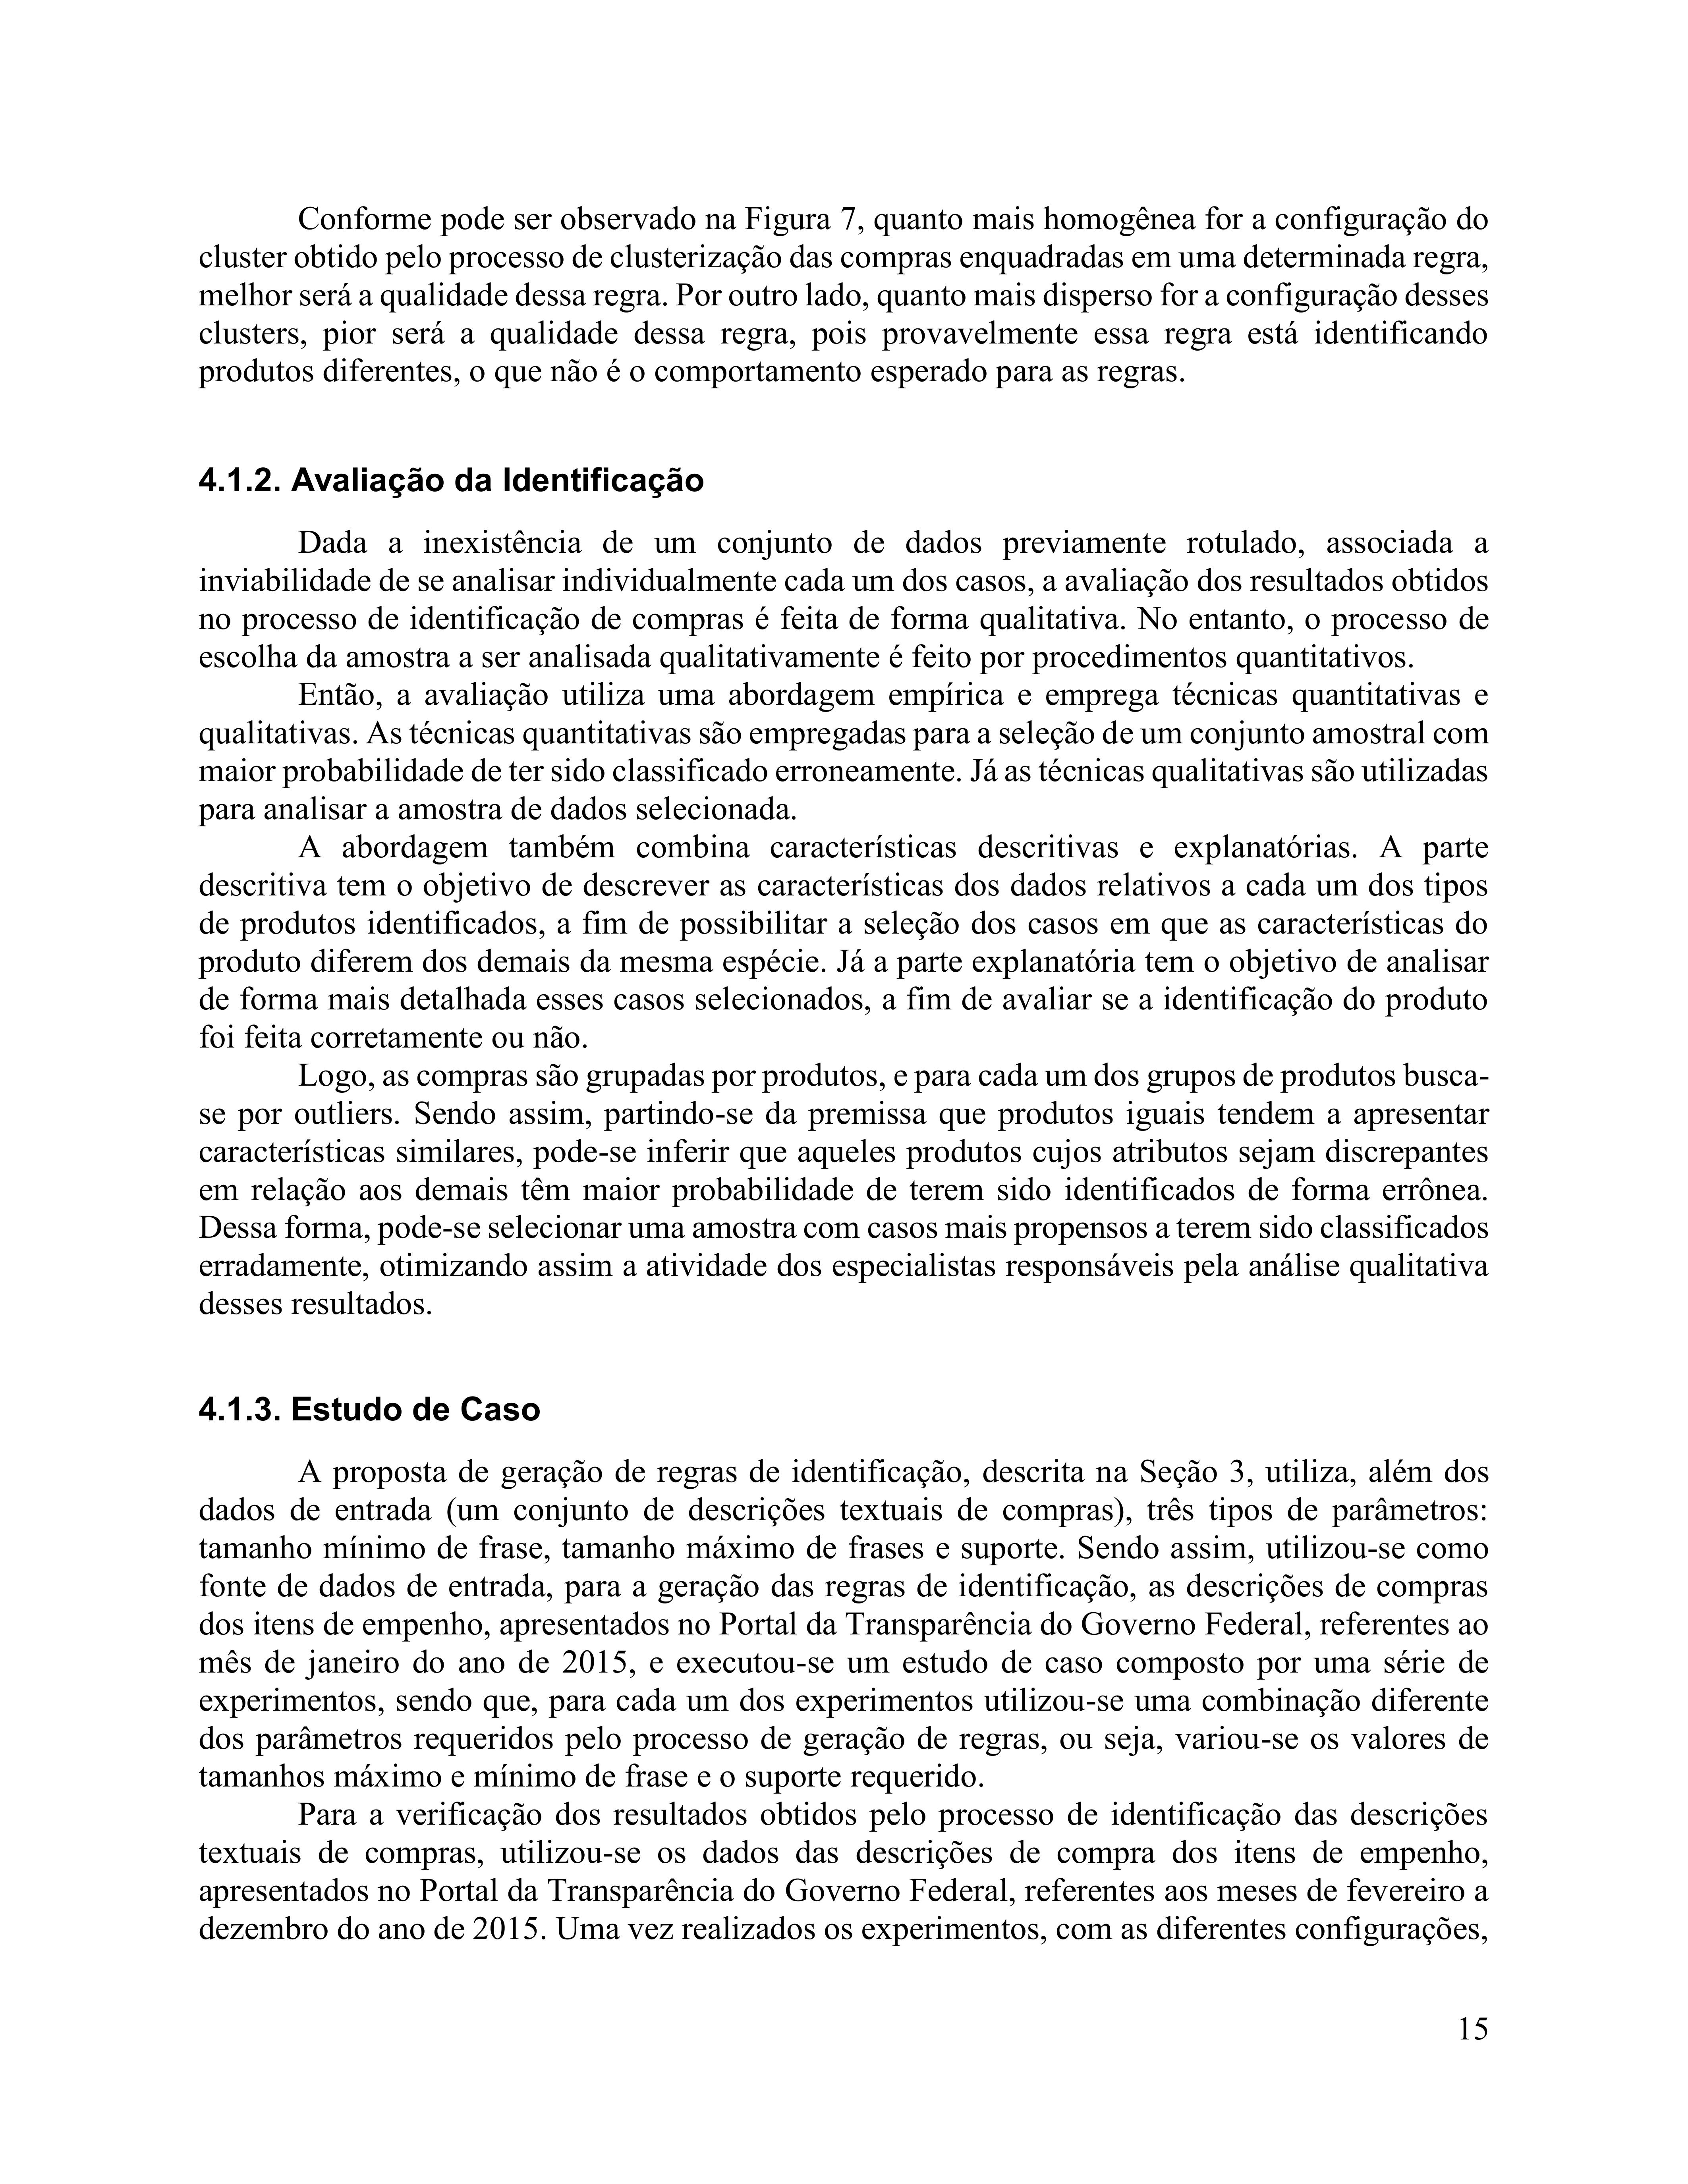 Conforme pode ser observado na Figura 7, quanto mais homogênea for a configuração do
cluster obtido pelo processo de clusterização das compras enquadradas em uma determinada regra,
melhor será a qualidade dessa regra. Por outro lado, quanto mais disperso for a configuração desses
clusters, pior será a qualidade dessa regra, pois provavelmente essa regra está identificando
produtos diferentes, o que não é o comportamento esperado para as regras.
4.1.2. Avaliação da Identificação
Dada a inexistência de um conjunto de dados previamente rotulado, associada a
inviabilidade de se analisar individualmente cada um dos casos, a avaliação dos resultados obtidos
no processo de identificação de compras é feita de forma qualitativa. No entanto, o processo de
escolha da amostra a ser analisada qualitativamente é feito por procedimentos quantitativos.
Então, a avaliação utiliza uma abordagem empírica e emprega técnicas quantitativas e
qualitativas. As técnicas quantitativas são empregadas para a seleção de um conjunto amostral com
maior probabilidade de ter sido classificado erroneamente. Já as técnicas qualitativas são utilizadas
para analisar a amostra de dados selecionada.
A abordagem também combina características descritivas e explanatórias. A parte
descritiva tem o objetivo de descrever as características dos dados relativos a cada um dos tipos
de produtos identificados, a fim de possibilitar a seleção dos casos em que as características do
produto diferem dos demais da mesma espécie. Já a parte explanatória tem o objetivo de analisar
de forma mais detalhada esses casos selecionados, a fim de avaliar se a identificação do produto
foi feita corretamente ou não.
Logo, as compras são grupadas por produtos, e para cada um dos grupos de produtos busca-
se por outliers. Sendo assim, partindo-se da premissa que produtos iguais tendem a apresentar
características similares, pode-se inferir que aqueles produtos cujos atributos sejam discrepantes
em relação aos demais têm maior probabilidade de terem sido identificados de forma errônea.
Dessa forma, pode-se selecionar uma amostra com casos mais propensos a terem sido classificados
erradamente, otimizando assim a atividade dos especialistas responsáveis pela análise qualitativa
desses resultados.
4.1.3. Estudo de Caso
A proposta de geração de regras de identificação, descrita na Seção 3, utiliza, além dos
dados de entrada (um conjunto de descrições textuais de compras), três tipos de parâmetros:
tamanho mínimo de frase, tamanho máximo de frases e suporte. Sendo assim, utilizou-se como
fonte de dados de entrada, para a geração das regras de identificação, as descrições de compras
dos itens de empenho, apresentados no Portal da Transparência do Governo Federal, referentes ao
mês de janeiro do ano de 2015, e executou-se um estudo de caso composto por uma série de
experimentos, sendo que, para cada um dos experimentos utilizou-se uma combinação diferente
dos parâmetros requeridos pelo processo de geração de regras, ou seja, variou-se os valores de
tamanhos máximo e mínimo de frase e o suporte requerido.
Para a verificação dos resultados obtidos pelo processo de identificação das descrições
textuais de compras, utilizou-se os dados das descrições de compra dos itens de empenho,
apresentados no Portal da Transparência do Governo Federal, referentes aos meses de fevereiro a
dezembro do ano de 2015. Uma vez realizados os experimentos, com as diferentes configurações,
15